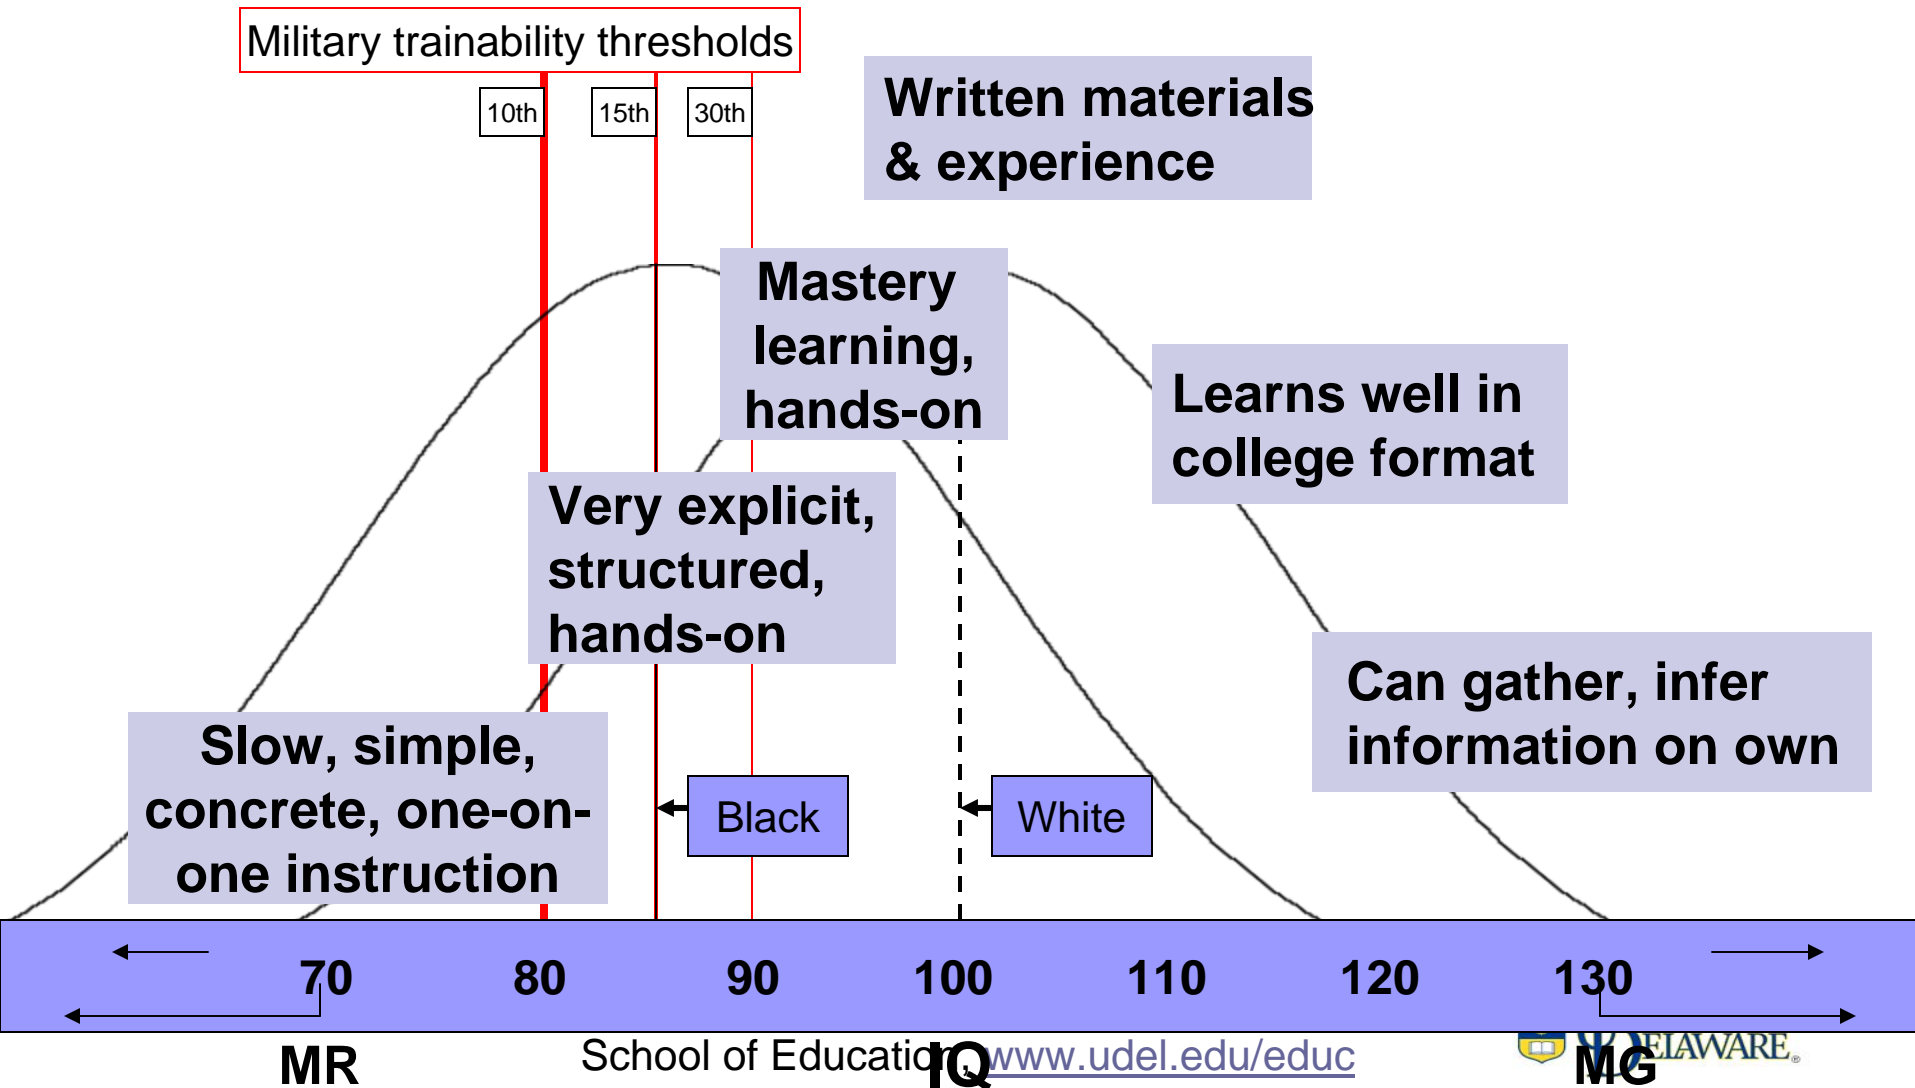 Military trainability thresholds
10th
15th
30th
Written materials
& experience
Mastery
learning,
hands-on
Learns well in
college format
Very explicit,
structured,
hands-on
Can gather, infer
information on own
Slow, simple,
concrete, one-on-
one instruction
Black
White
70 80 90 100 110 120 130
MR
School of Education, www.udel.edu/educ
IQ
MG
ELAWARE